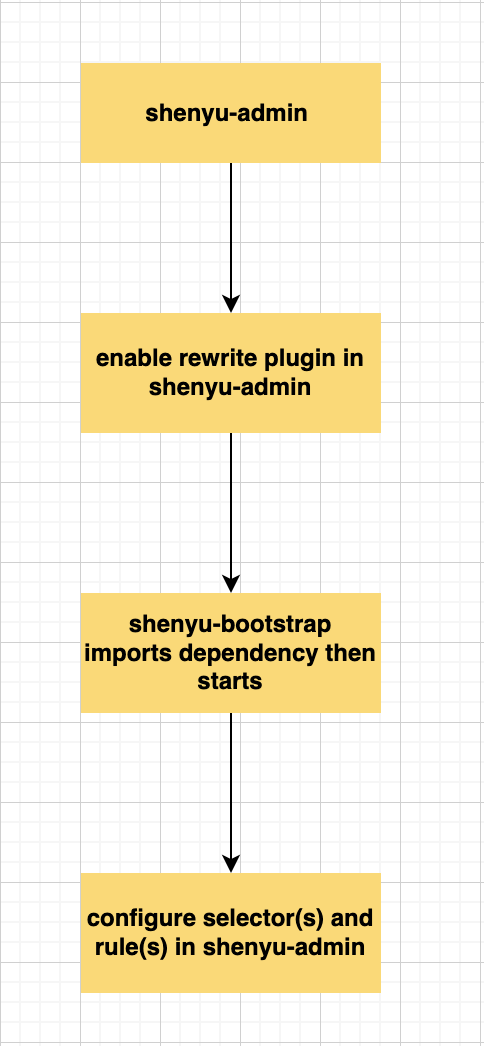 shenyu-admin
enable rewrite plugin in
shenyu-admin
shenyu-bootstrap
imports dependency then
starts
configure selector(s) and
rule(s) in shenyu-admin